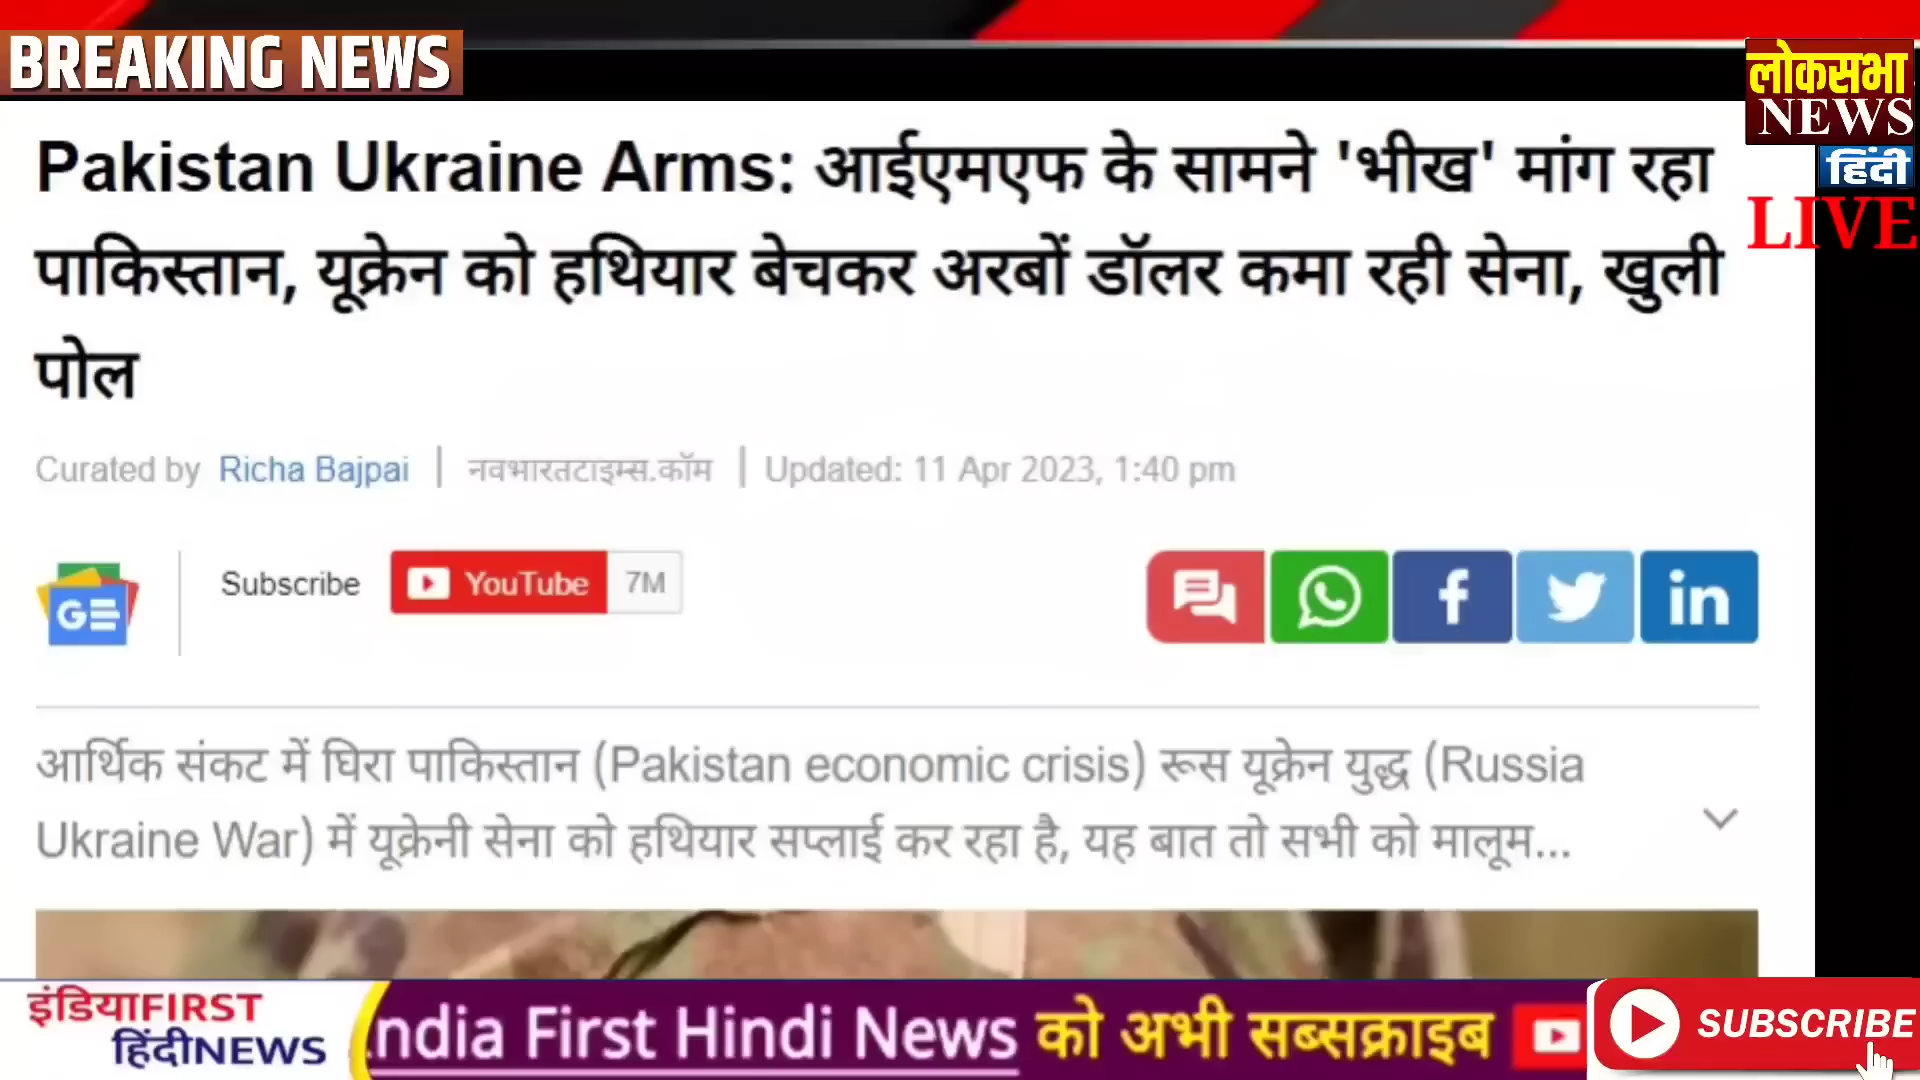 BREAKING NEWS
लोकसभा
NEWS
हिंदी
LIVE
Pakistan Ukraine Arms: आईएमएफ के सामने 'भीख' मांग रहा
पाकिस्तान, यूक्रेन को हथियार बेचकर अरबों डॉलर कमा रही सेना, खुली
पोल
Curated by Richa Bajpai | नवभारतटाइम्स.कॉम | Updated: 11 Apr 2023, 1:40 pm
Subscribe YouTube 7M
आर्थिक संकट में घिरा पाकिस्तान (Pakistan economic crisis) रूस यूक्रेन युद्ध (Russia
Ukraine War) में यूक्रेनी सेना को हथियार सप्लाई कर रहा है, यह बात तो सभी को मालूम...
इंडियाFIRST
हिंदीNEWS
ndia First Hindi News को अभी सब्सक्राइब
SUBSCRIBE